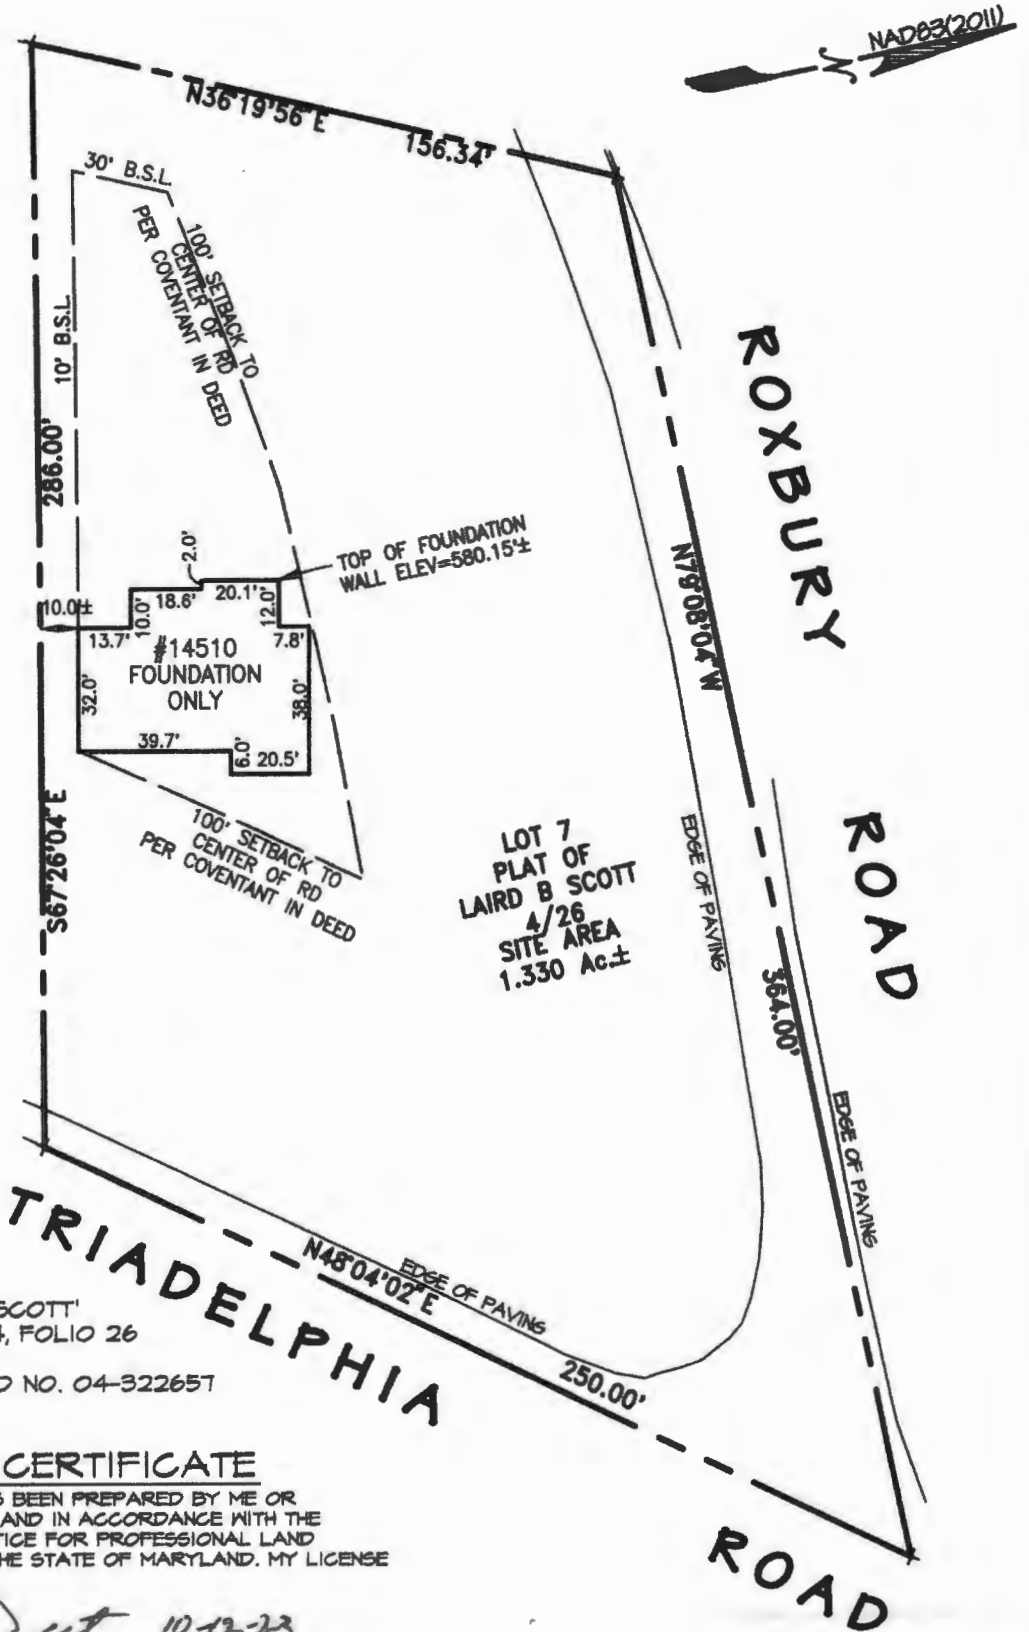 NAD83(2011)
N
N36°19'56"E
156.34'
30' B.S.L.
100' SETBACK TO
CENTER OF RD
PER COVENTANT IN DEED
10' B.S.L.
286.00'
ROXBURY
ROAD
2.0'
TOP OF FOUNDATION
WALL ELEV=580.15'±
18.6'
20.1'
10.0'±
10.0'
12.0'
13.7'
7.8'
#14510
FOUNDATION
ONLY
32.0'
38.0'
39.7'
6.0'
20.5'
N79°08'04"W
S67°26'04"E
100' SETBACK TO
CENTER OF RD
PER COVENTANT IN DEED
LOT 7
PLAT OF
LAIRD B SCOTT
4/26
SITE AREA
1.330 Ac.±
EDGE OF PAVING
364.00'
EDGE OF PAVING
TRIADELPHIA
ROAD
N48°04'02"E
EDGE OF PAVING
250.00'
SCOTT'
4, FOLIO 26
NO. 04-322657
CERTIFICATE
BEEN PREPARED BY ME OR
AND IN ACCORDANCE WITH THE
TICE FOR PROFESSIONAL LAND
HE STATE OF MARYLAND. MY LICENSE
10-12-23